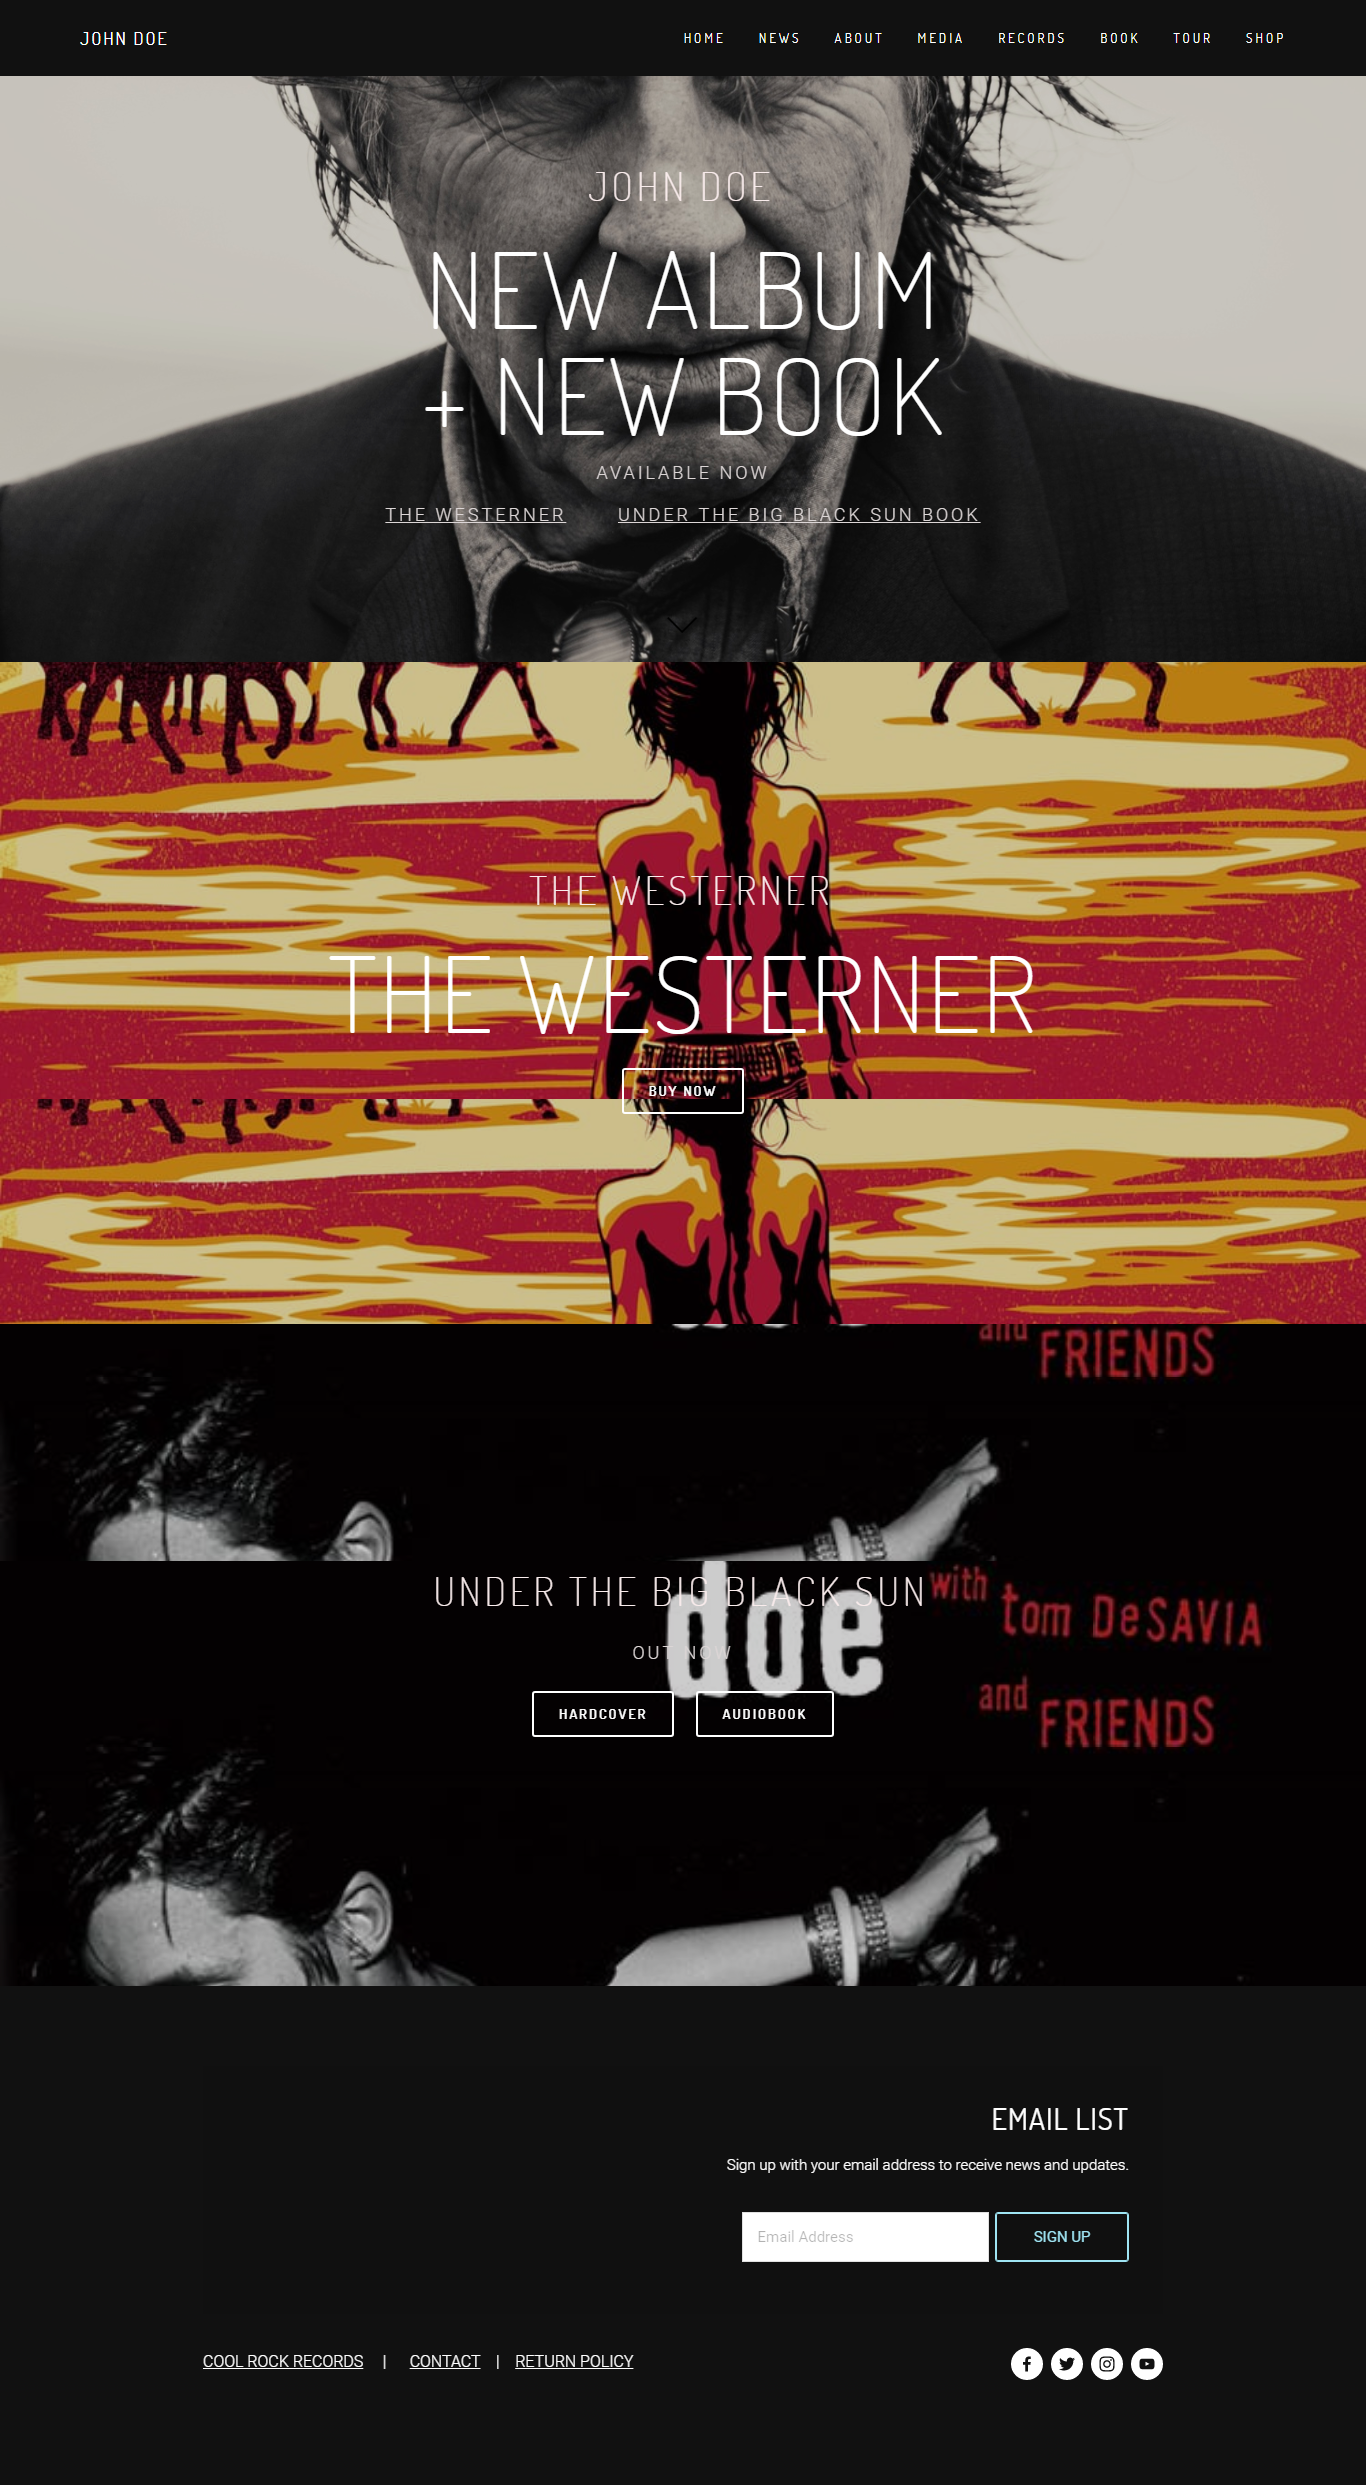 JOHN DOE
HOME NEWS ABOUT MEDIA RECORDS BOOK TOUR SHOP
JOHN DOE
NEW ALBUM
+ NEW BOOK
AVAILABLE NOW
THE WESTERNER UNDER THE BIG BLACK SUN BOOK
THE WESTERNER
THE WESTERNER
BUY NOW
and
FRIENDS
UNDER THE BIG BLACK SUN
doe
with
tom DeSAVIA
OUT NOW
and
FRIENDS
HARDCOVER AUDIOBOOK
EMAIL LIST
Sign up with your email address to receive news and updates.
Email Address SIGN UP
COOL ROCK RECORDS | CONTACT | RETURN POLICY